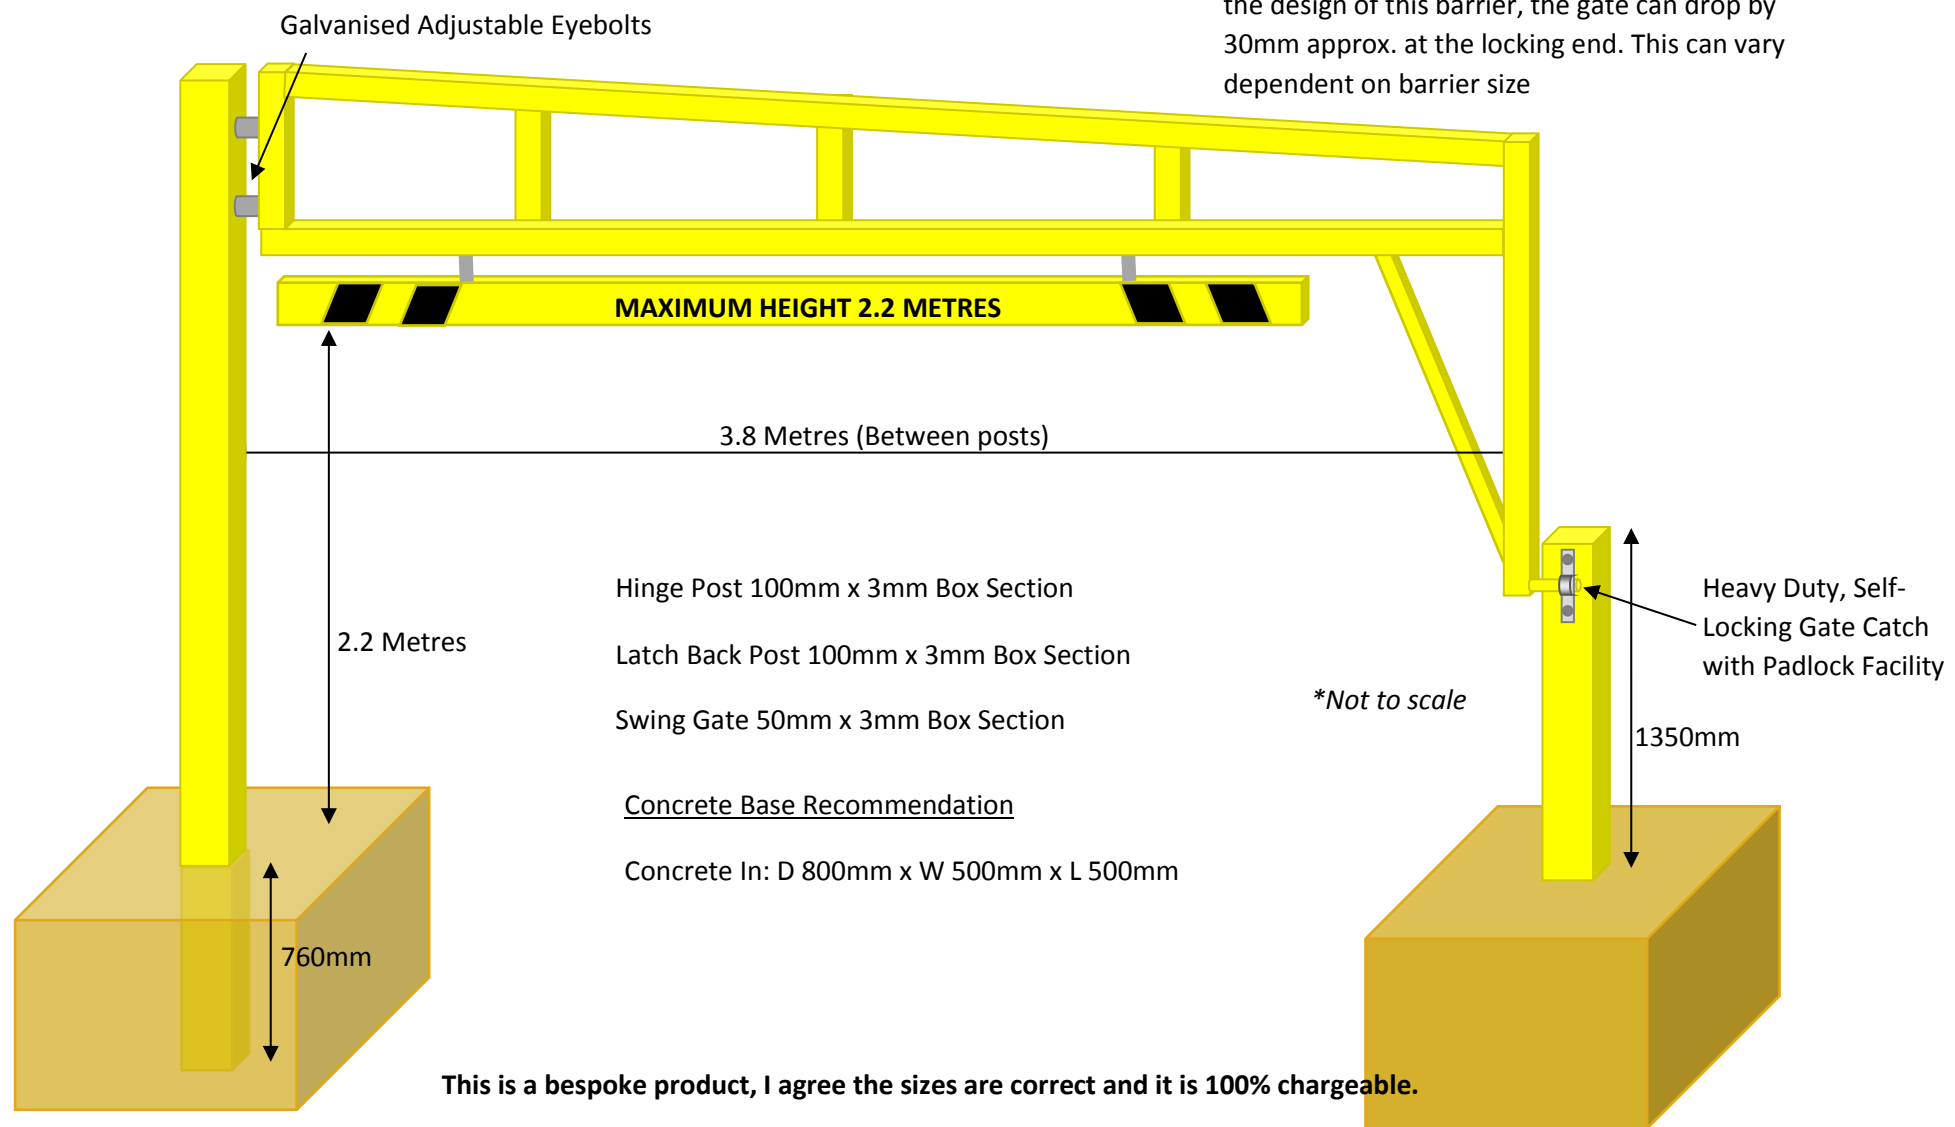 the design of this barrier, the gate can drop by
30mm approx. at the locking end. This can vary
dependent on barrier size
Galvanised Adjustable Eyebolts
MAXIMUM HEIGHT 2.2 METRES
3.8 Metres (Between posts)
2.2 Metres
Hinge Post 100mm x 3mm Box Section
Latch Back Post 100mm x 3mm Box Section
Swing Gate 50mm x 3mm Box Section
*Not to scale
Heavy Duty, Self-
Locking Gate Catch
with Padlock Facility
1350mm
Concrete Base Recommendation
Concrete In: D 800mm x W 500mm x L 500mm
760mm
This is a bespoke product, I agree the sizes are correct and it is 100% chargeable.